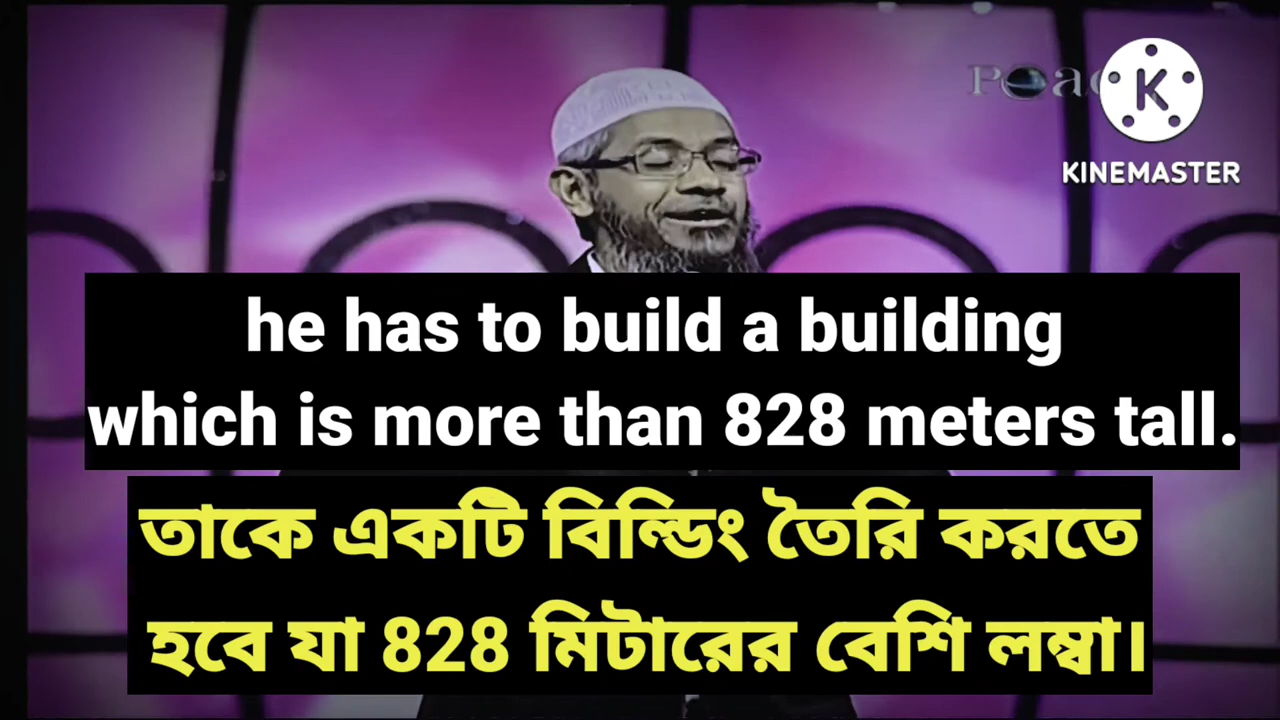 KINEMASTER
he has to build a building
which is more than 828 meters tall.
তাকে একটি বিল্ডিং তৈরি করতে
হবে যা 828 মিটারের বেশি লম্বা।